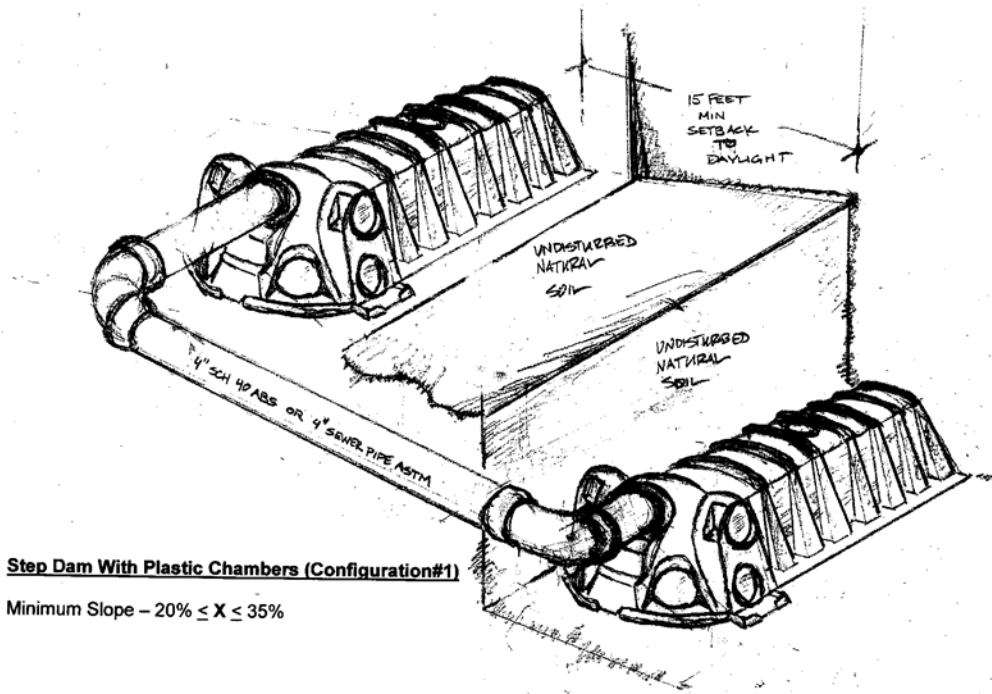 15 FEET
MIN
SETBACK
TO
DAYLIGHT
UNDISTURBED
NATURAL
SOIL
UNDISTURBED
NATURAL
SOIL
4" SCH 40 ABS OR 4" SEWER PIPE ASTM
Step Dam With Plastic Chambers (Configuration#1)
Minimum Slope – 20% ≤ X ≤ 35%